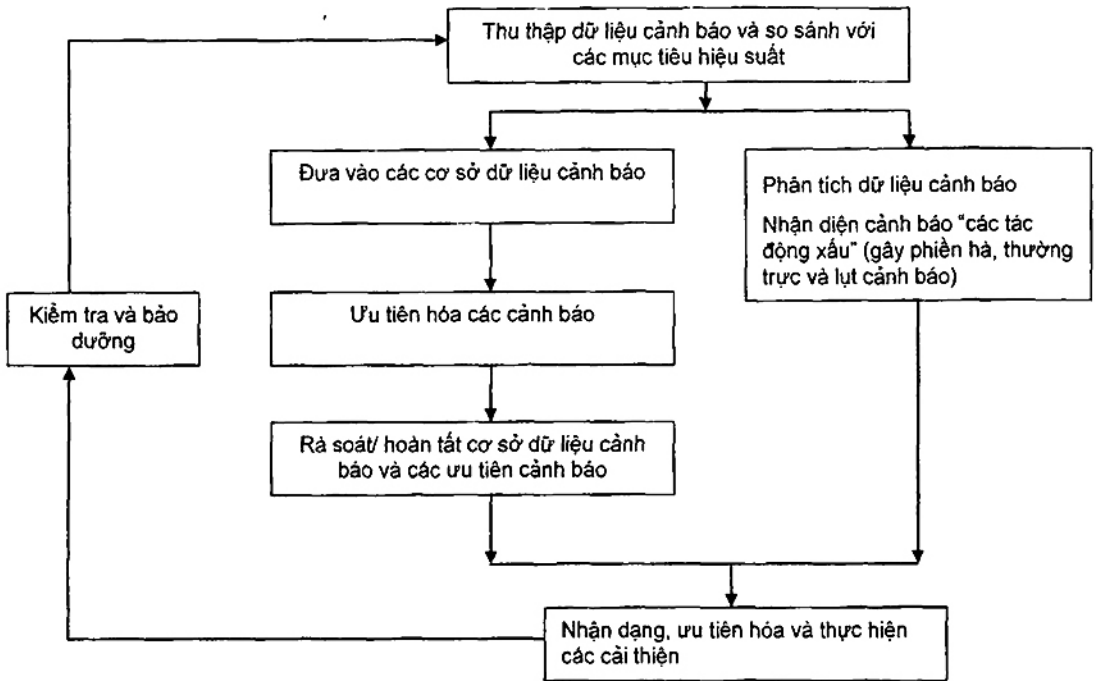 Thu thập dữ liệu cảnh báo và so sánh với
các mục tiêu hiệu suất
Đưa vào các cơ sở dữ liệu cảnh báo
Phân tích dữ liệu cảnh báo
Nhận diện cảnh báo “các tác
động xấu” (gây phiền hà, thường
trực và lụt cảnh báo)
Kiểm tra và bảo
dưỡng
Ưu tiên hóa các cảnh báo
Rà soát/ hoàn tất cơ sở dữ liệu cảnh
báo và các ưu tiên cảnh báo
Nhận dạng, ưu tiên hóa và thực hiện
các cải thiện